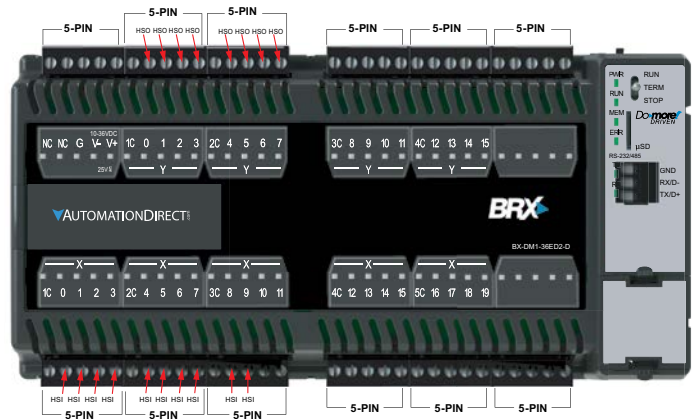 5-PIN 5-PIN 5-PIN 5-PIN 5-PIN 5-PIN
HSO HSO HSO HSO HSO HSO HSO HSO
PWR RUN
RUN TERM
STOP
MEM
ERR
Do-more!
DRIVEN
µSD
RS-232/485
GND
RX/D-
TX/D+
10-36VDC
NC NC G V- V+
25W
1C 0 1 2 3
Y
2C 4 5 6 7
Y
3C 8 9 10 11
Y
4C 12 13 14 15
Y
AUTOMATIONDIRECT
BRX
BX-DM1-36ED2-D
X
1C 0 1 2 3
X
2C 4 5 6 7
X
3C 8 9 10 11
X
4C 12 13 14 15
X
5C 16 17 18 19
HSI HSI HSI HSI HSI HSI HSI HSI HSI HSI
5-PIN 5-PIN 5-PIN 5-PIN 5-PIN 5-PIN